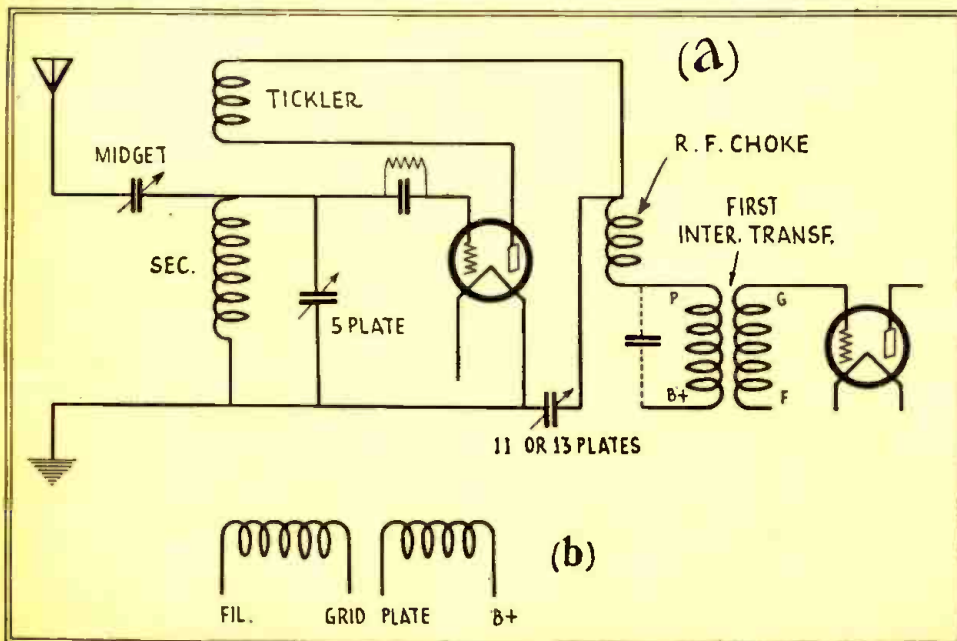 (a)
TICKLER
MIDGET
R. F. CHOKE
FIRST
INTER. TRANSF.
SEC.
5 PLATE
P
G
B+
F
11 OR 13 PLATES
(b)
FIL.
GRID
PLATE
B+